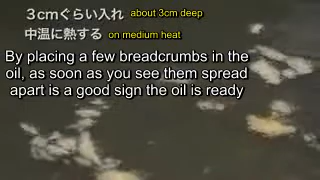 ３cmぐらい入れ about 3cm deep
中温に熱する on medium heat
By placing a few breadcrumbs in the
oil, as soon as you see them spread
apart is a good sign the oil is ready